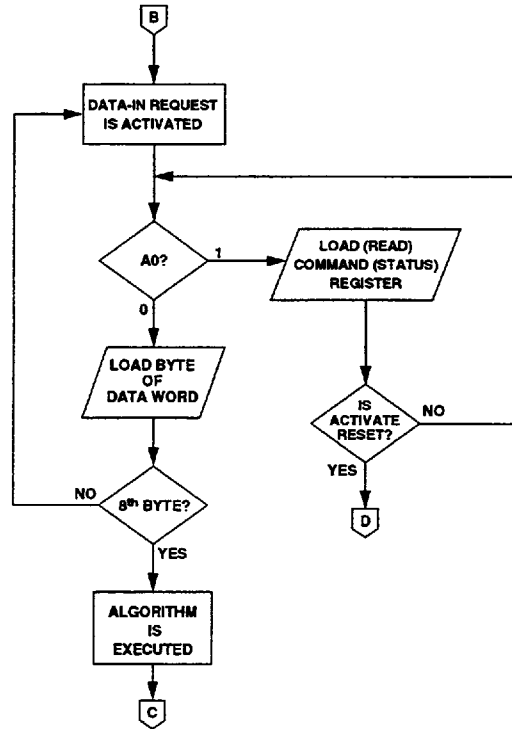 B
DATA-IN REQUEST
IS ACTIVATED
A0?
1
0
LOAD (READ)
COMMAND (STATUS)
REGISTER
LOAD BYTE
OF
DATA WORD
IS
ACTIVATE
RESET?
NO
YES
D
8th BYTE?
NO
YES
ALGORITHM
IS
EXECUTED
C